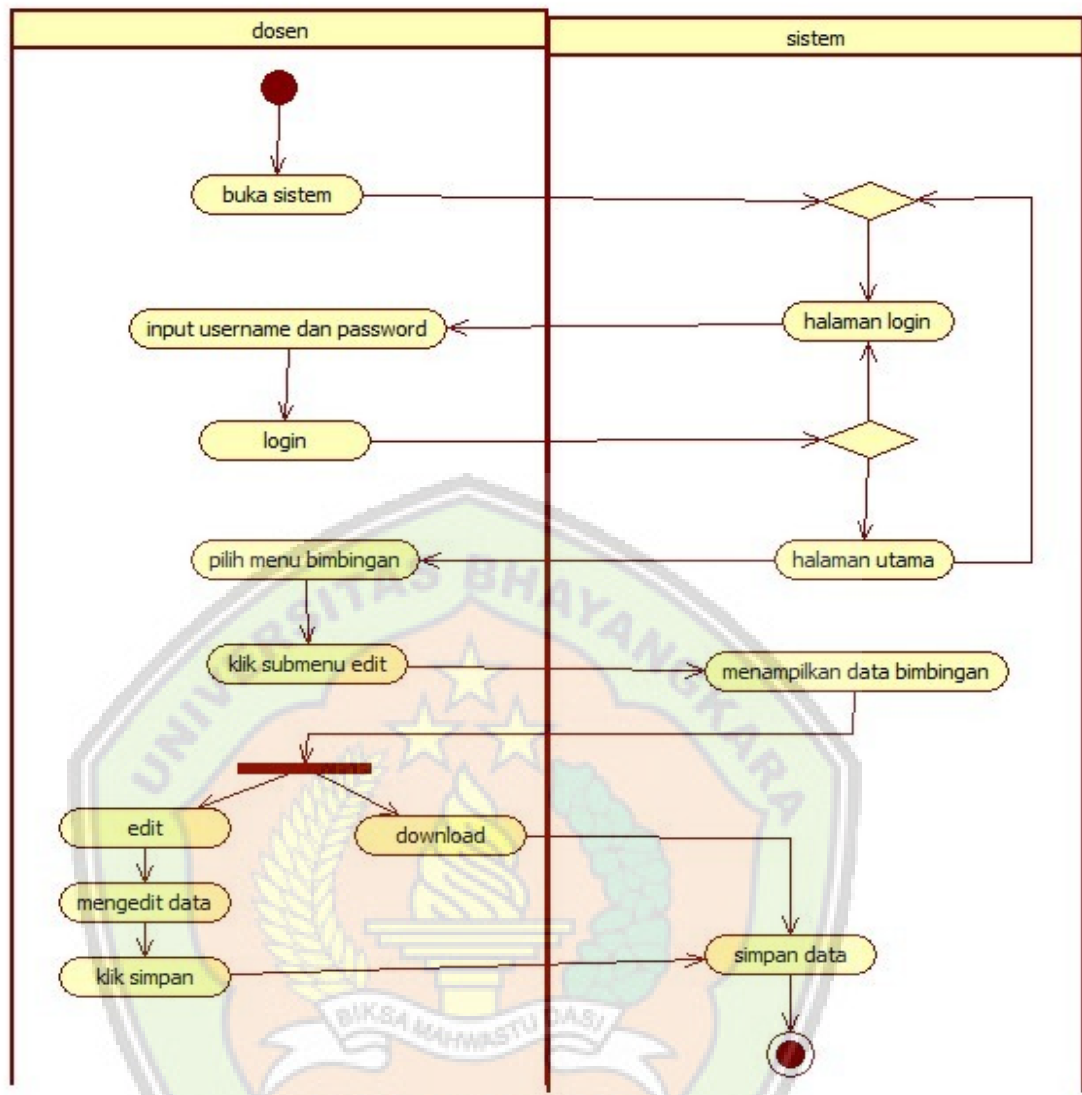 dosen
sistem
buka sistem
input username dan password
halaman login
login
pilih menu bimbingan
halaman utama
klik submenu edit
menampilkan data bimbingan
edit
download
mengedit data
simpan data
klik simpan
UNIVERSITAS BHAYANGKARA
BIKSA MAHWASTU DASI